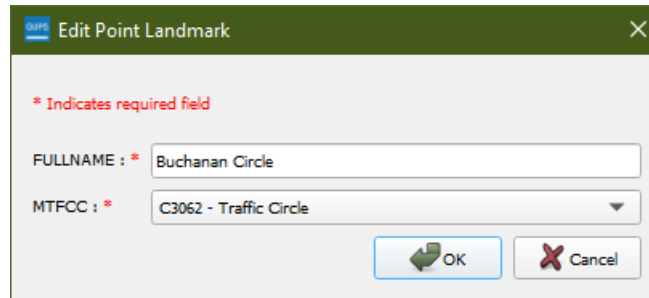 GUPS Edit Point Landmark
* Indicates required field
FULLNAME : * Buchanan Circle
MTFCC : * C3062 - Traffic Circle
OK Cancel